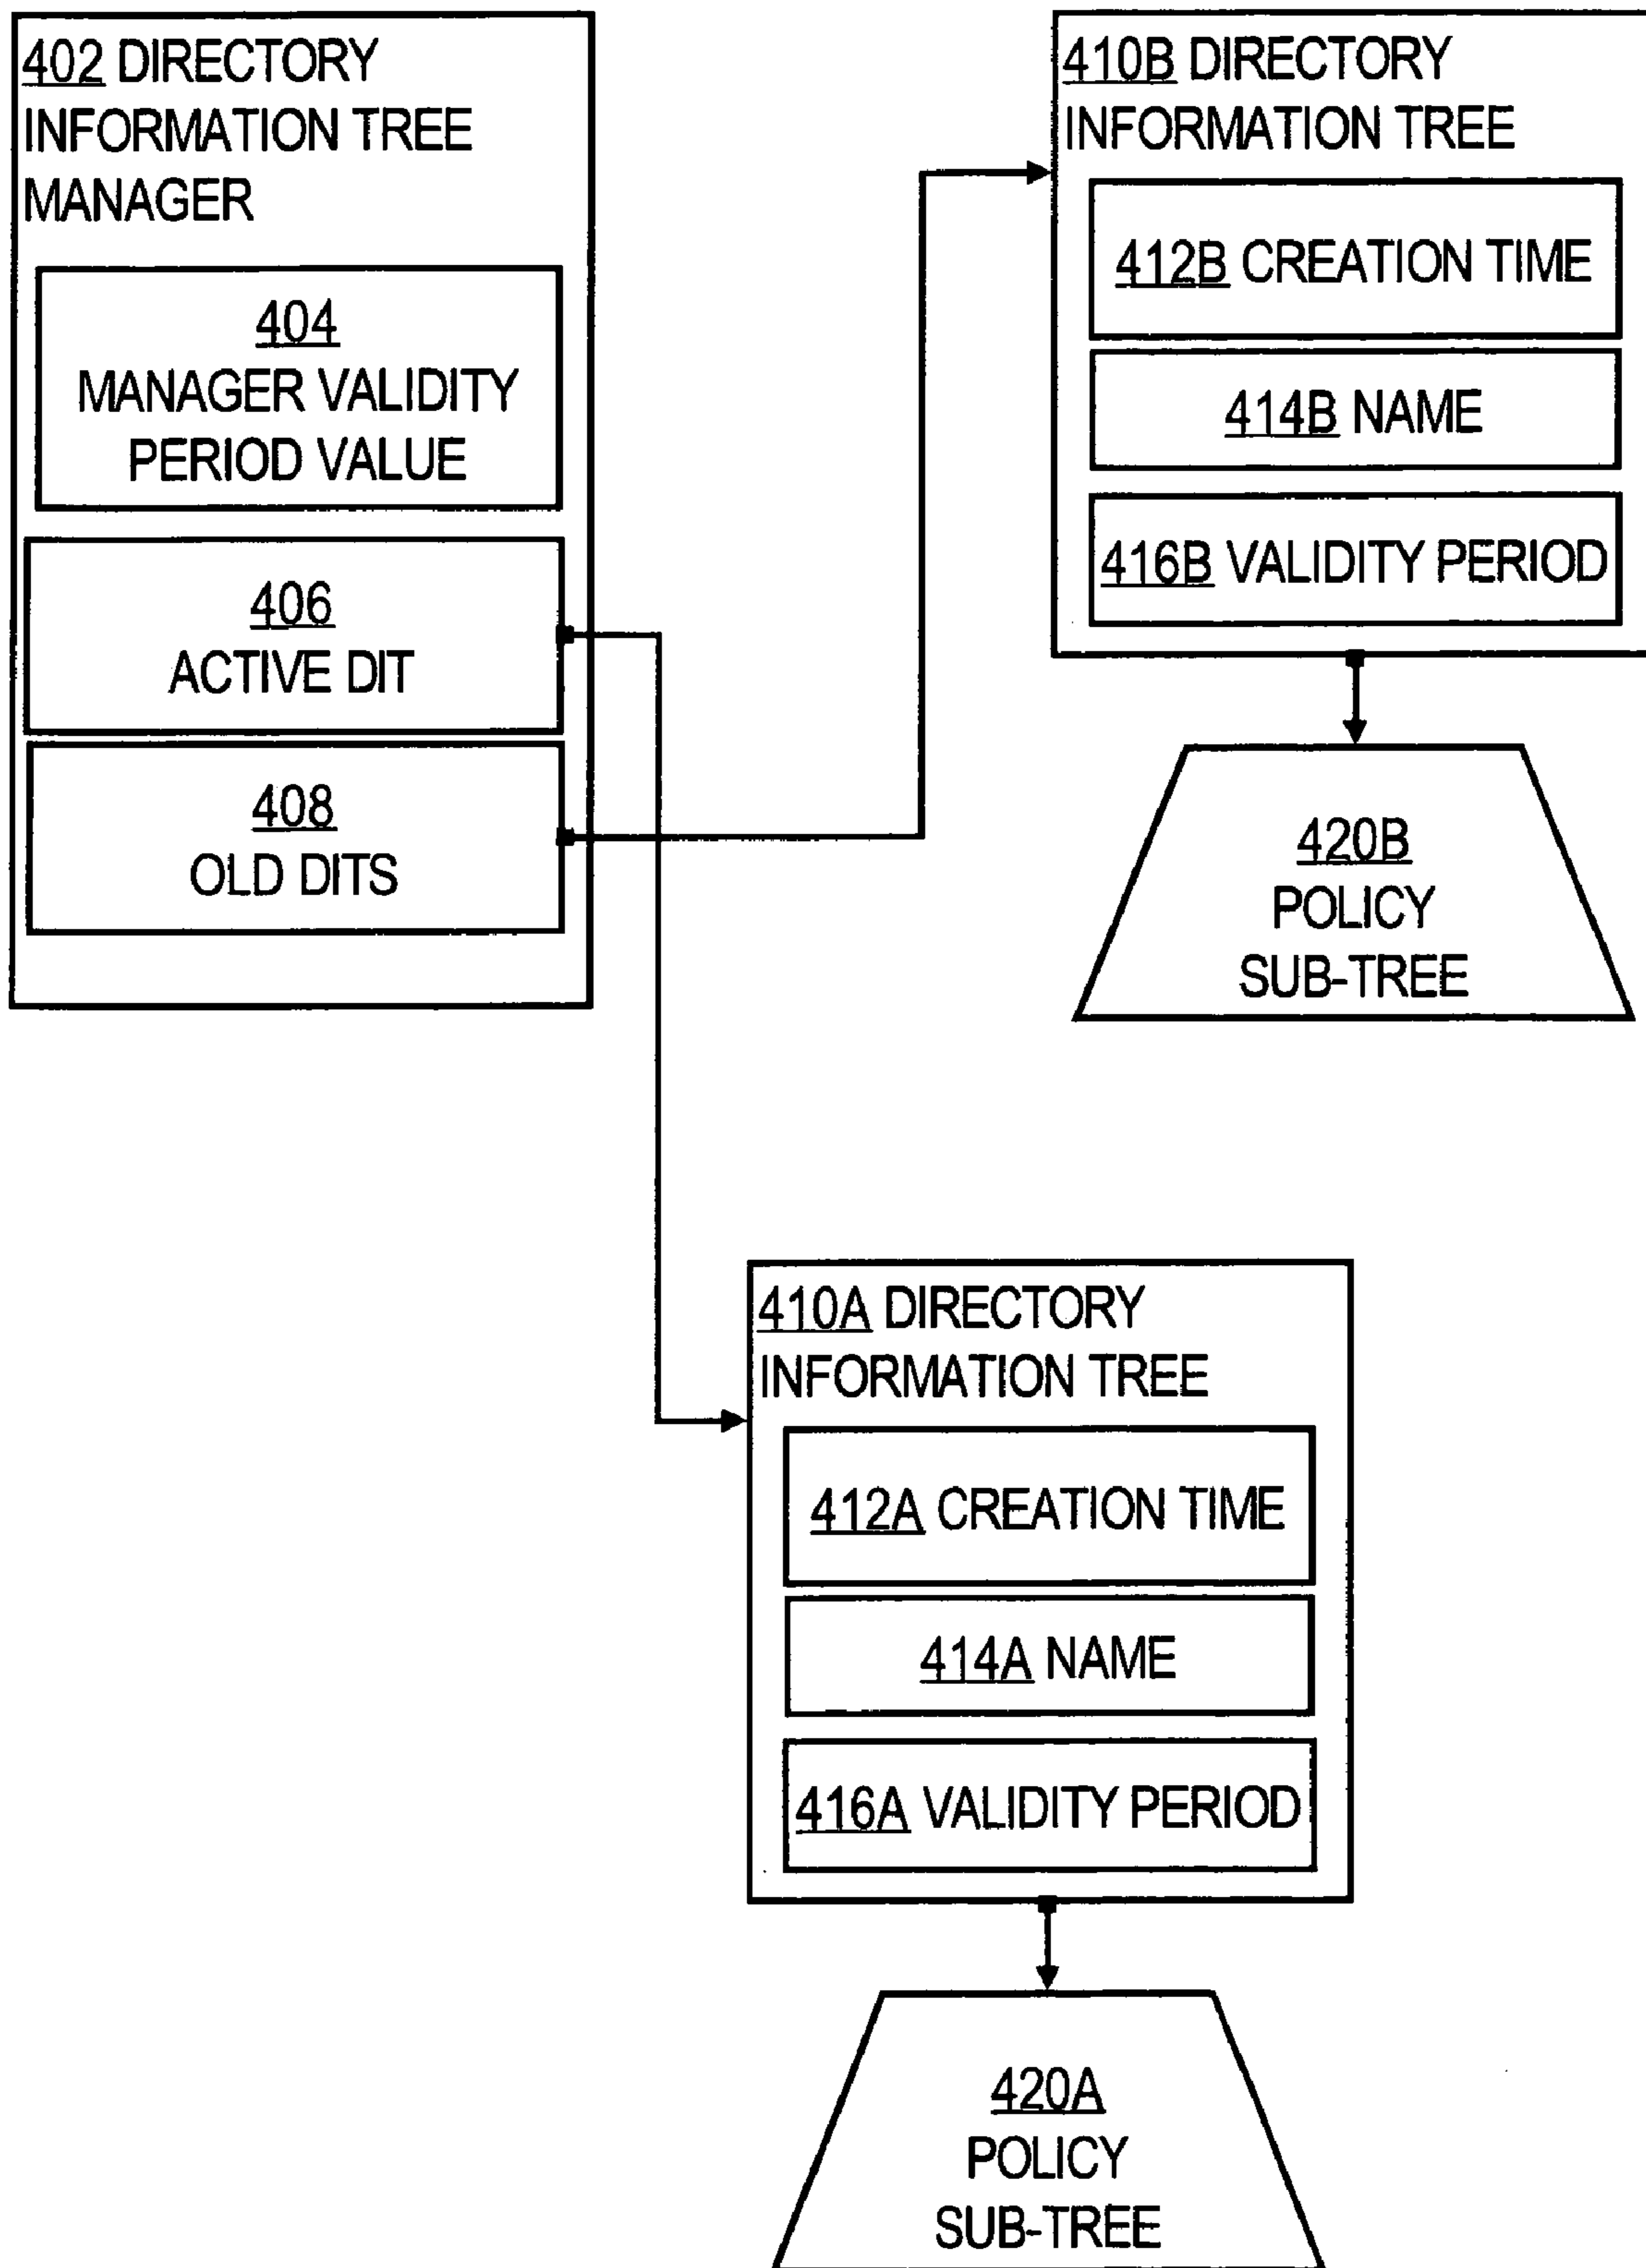 402 DIRECTORY
INFORMATION TREE
MANAGER
404
MANAGER VALIDITY
PERIOD VALUE
406
ACTIVE DIT
408
OLD DITS
410B DIRECTORY
INFORMATION TREE
412B CREATION TIME
414B NAME
416B VALIDITY PERIOD
420B
POLICY
SUB-TREE
410A DIRECTORY
INFORMATION TREE
412A CREATION TIME
414A NAME
416A VALIDITY PERIOD
420A
POLICY
SUB-TREE